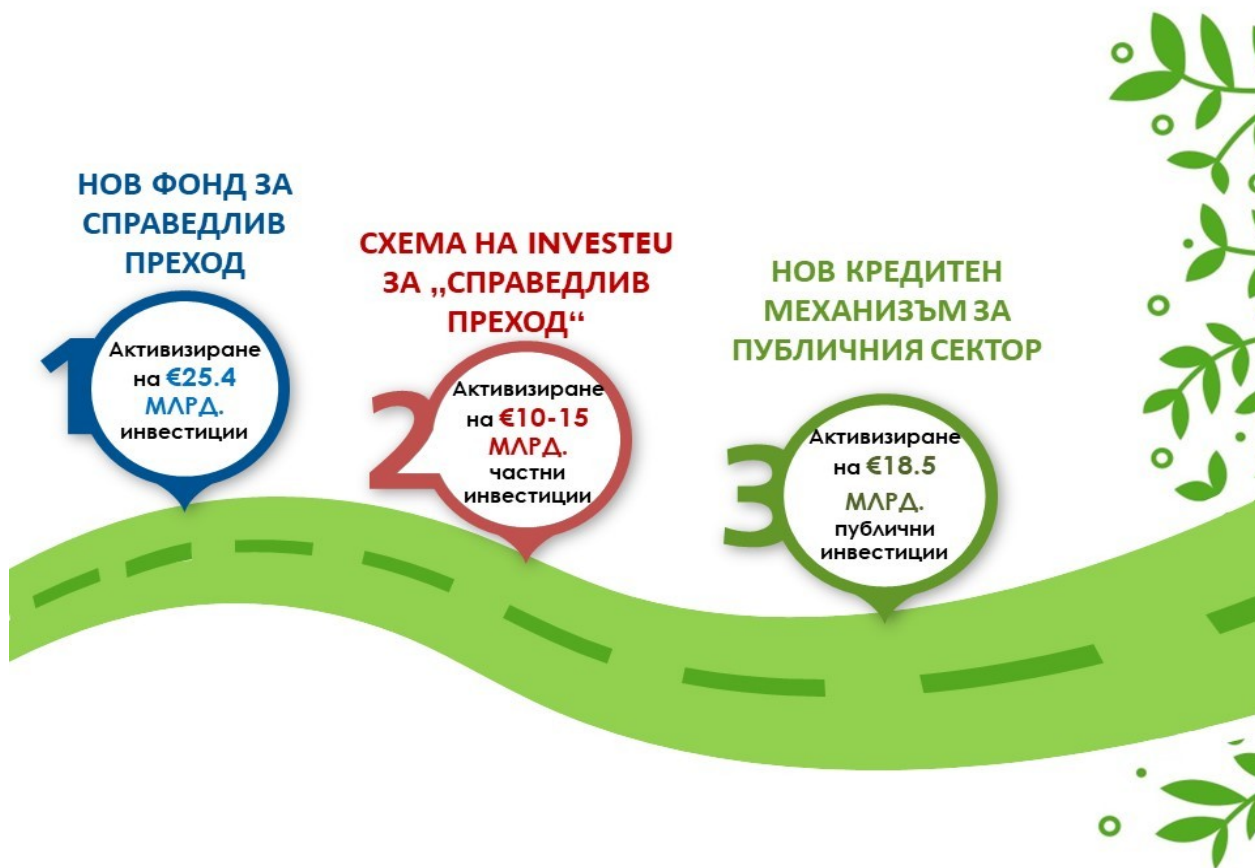 НОВ ФОНД ЗА
СПРАВЕДЛИВ
ПРЕХОД
1
Активизиране
на €25.4
МЛРД.
инвестиции
СХЕМА НА INVESTEU
ЗА „СПРАВЕДЛИВ
ПРЕХОД“
2
Активизиране
на €10-15
МЛРД.
частни
инвестиции
НОВ КРЕДИТЕН
МЕХАНИЗЪМ ЗА
ПУБЛИЧНИЯ СЕКТОР
3
Активизиране
на €18.5
МЛРД.
публични
инвестиции